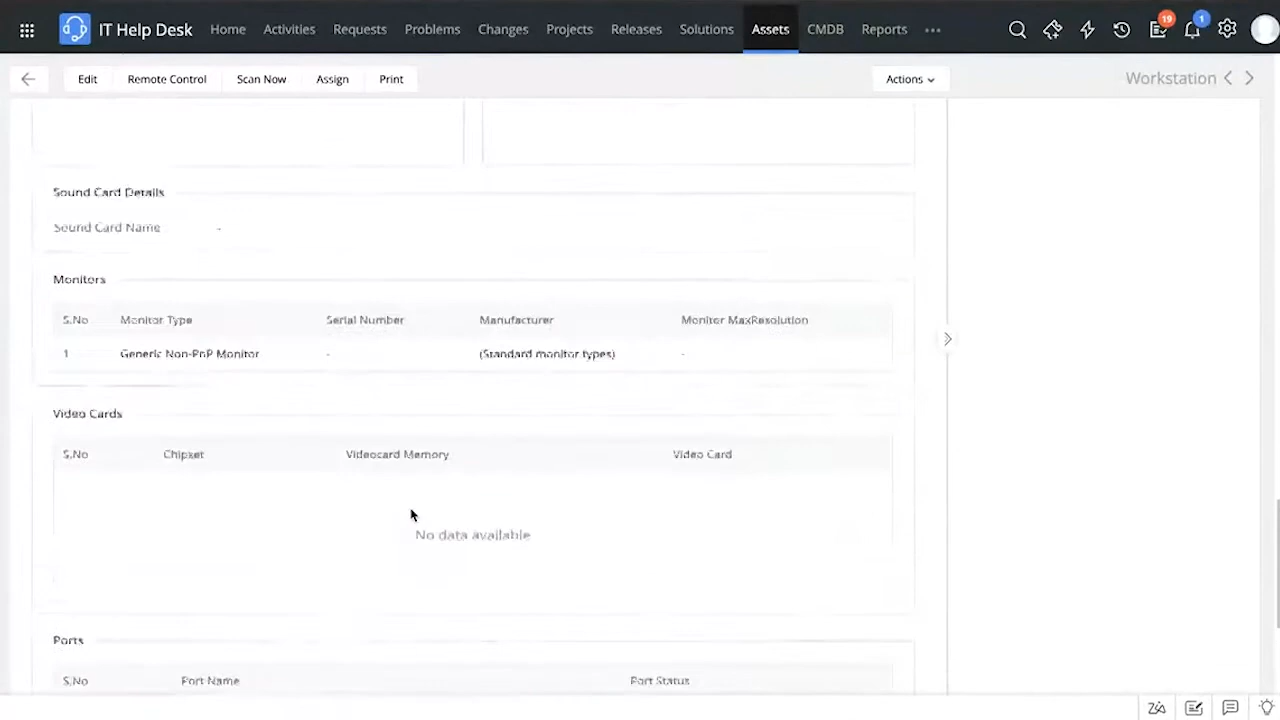 IT Help Desk Home Activities Requests Problems Changes Projects Releases Solutions Assets CMDB Reports 19 1
Edit Remote Control Scan Now Assign Print Actions Workstation
Sound Card Details
Sound Card Name -
Monitors
S.No Monitor Type Serial Number Manufacturer Monitor MaxResolution
1 Generic Non-PnP Monitor - (Standard monitor types) -
Video Cards
S.No Chipset Videocard Memory Video Card
No data available
Ports
S.No Port Name Port Status